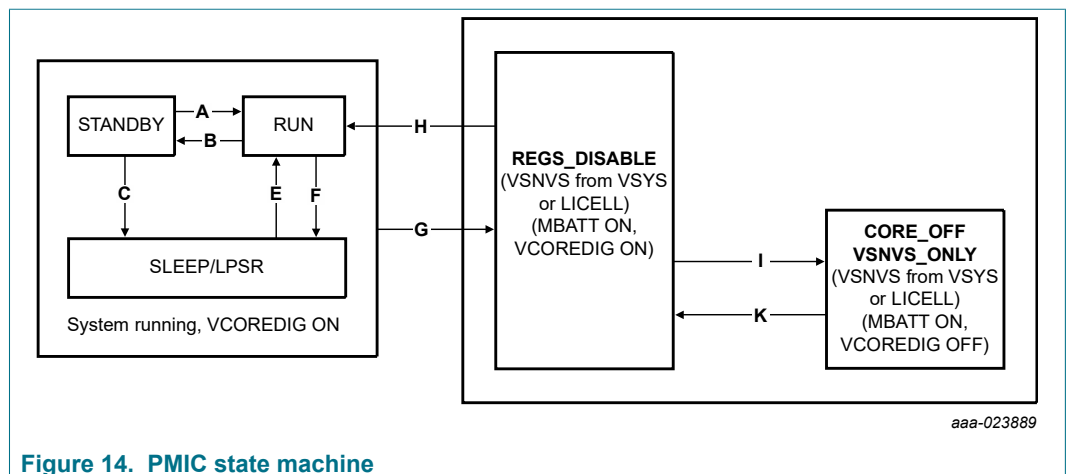 STANDBY
A
RUN
B
C
E
F
SLEEP/LPSR
System running, VCOREDIG ON
H
G
REGS_DISABLE
(VSNVS from VSYS
or LICELL)
(MBATT ON,
VCOREDIG ON)
I
K
CORE_OFF
VSNVS_ONLY
(VSNVS from VSYS
or LICELL)
(MBATT ON,
VCOREDIG OFF)
aaa-023889
Figure 14. PMIC state machine